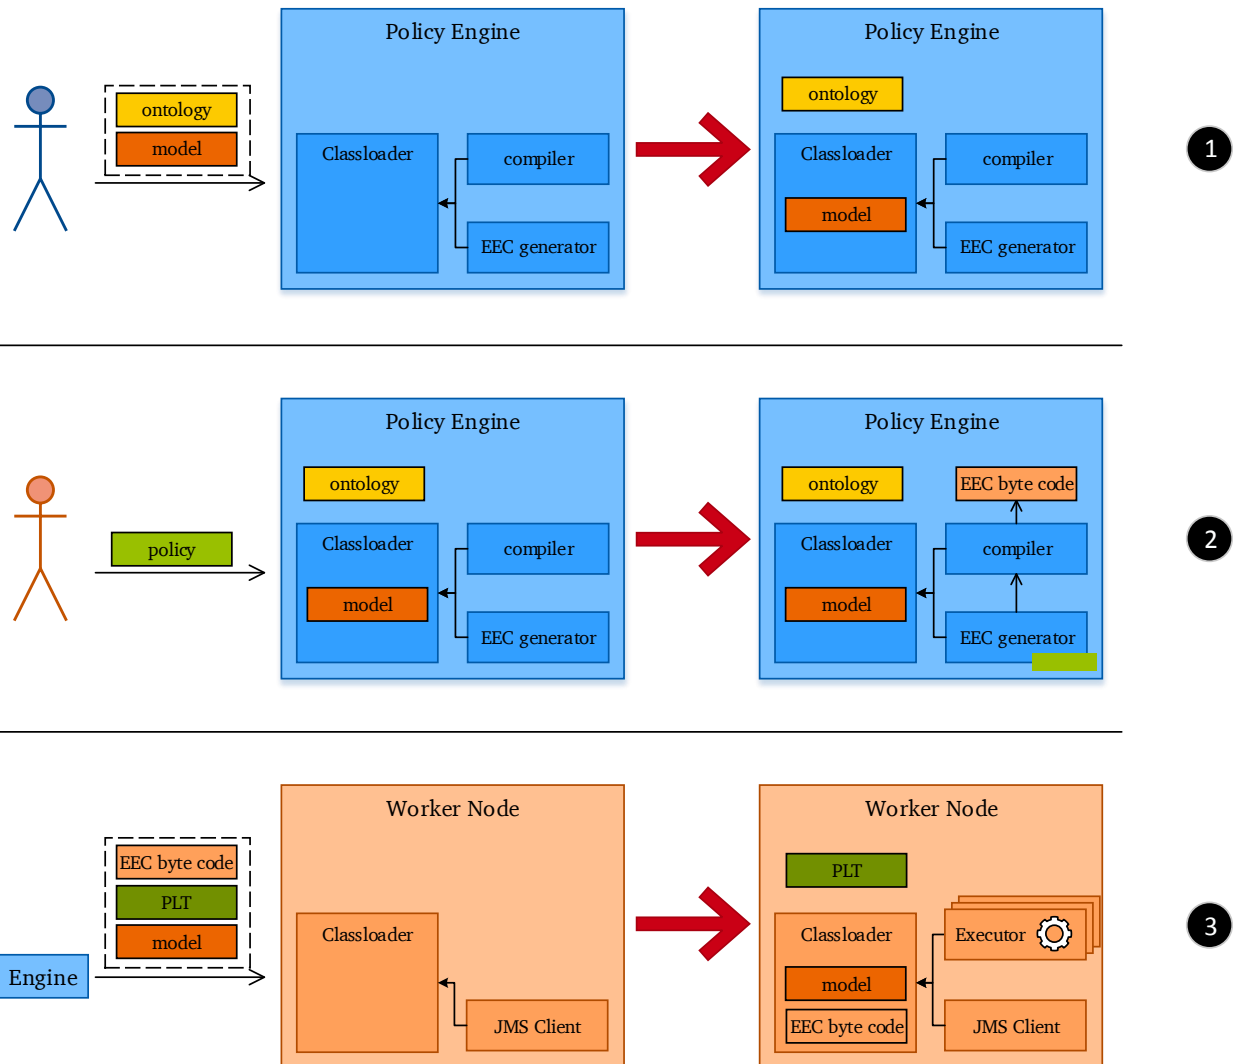 Policy Engine
Policy Engine
ontology
model
ontology
Classloader
compiler
EEC generator
Classloader
model
compiler
EEC generator
1
Policy Engine
Policy Engine
policy
ontology
Classloader
model
compiler
EEC generator
ontology
EEC byte code
Classloader
model
compiler
EEC generator
2
Worker Node
Worker Node
EEC byte code
PLT
model
Engine
Classloader
JMS Client
PLT
Classloader
model
EEC byte code
Executor
JMS Client
3